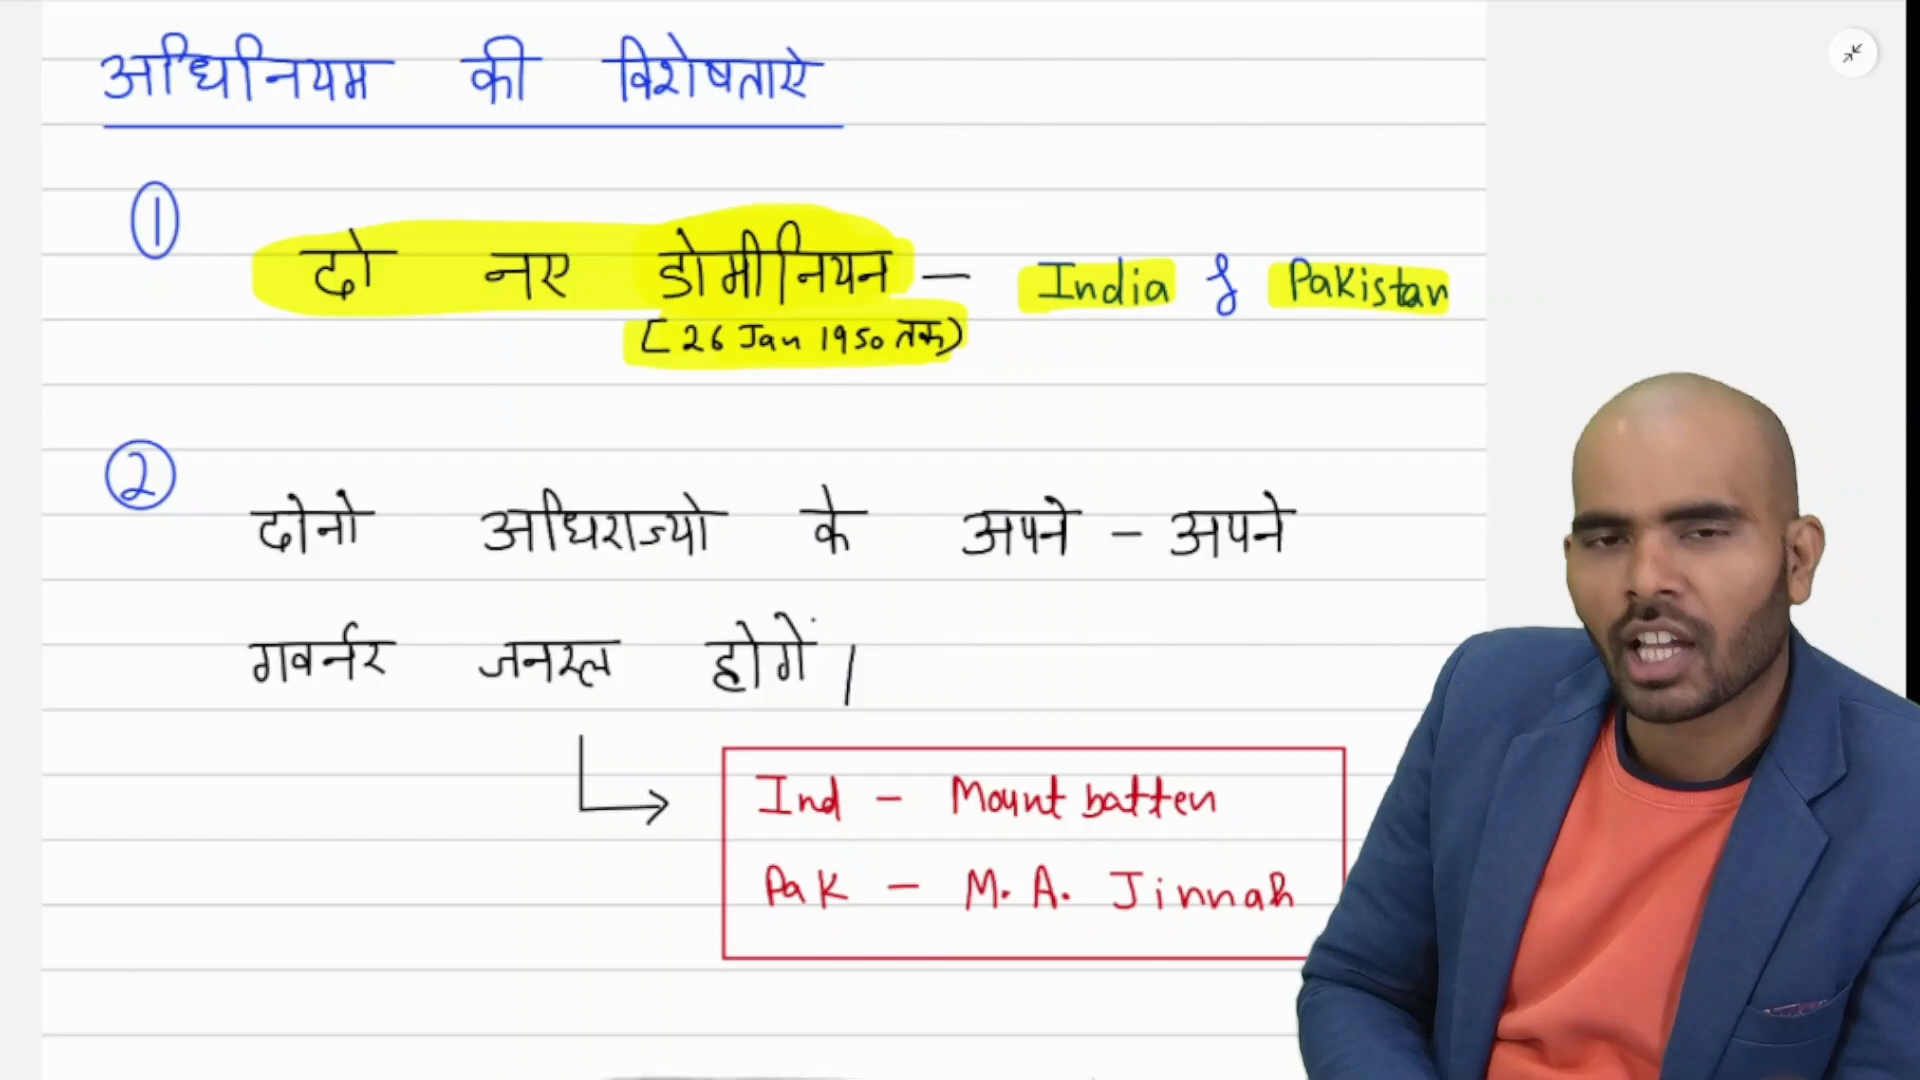 अधिनियम की विशेषताऐ
① दो नए डोमीनियन — India & Pakistan
[26 Jan 1950 तक)
② दोनो अधिराज्यो के अपने - अपने
गवर्नर जनरल होगें।
Ind - Mount batten
Pak - M. A. Jinnah